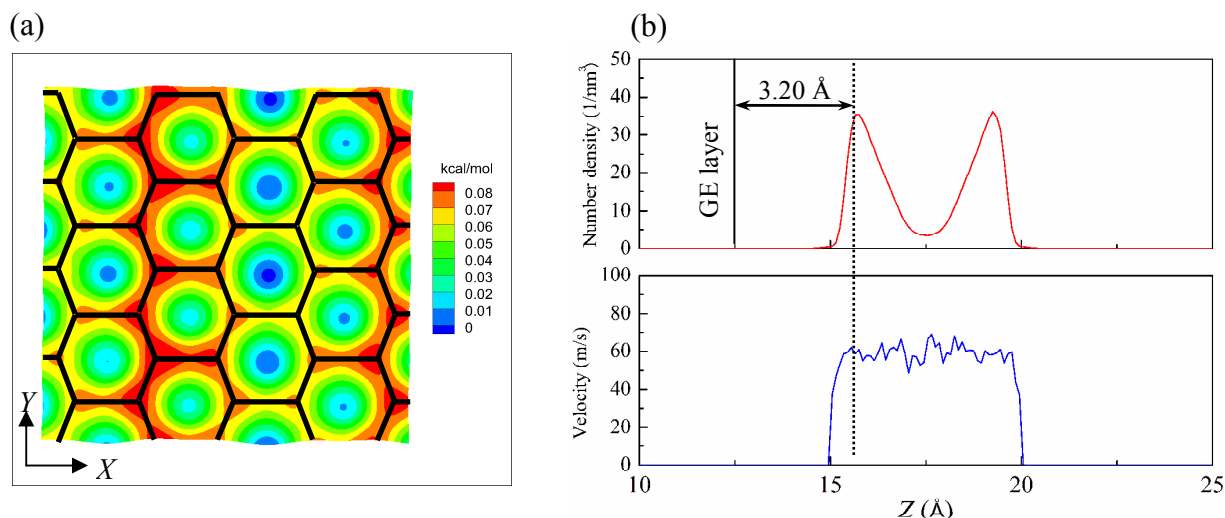 (a)
kcal/mol
0.08
0.07
0.06
0.05
0.04
0.03
0.02
0.01
0
Y
X
(b)
Number density (1/nm³)
50
40
30
20
10
0
GE layer
3.20 Å
Velocity (m/s)
100
80
60
40
20
0
10
15
20
25
Z (Å)